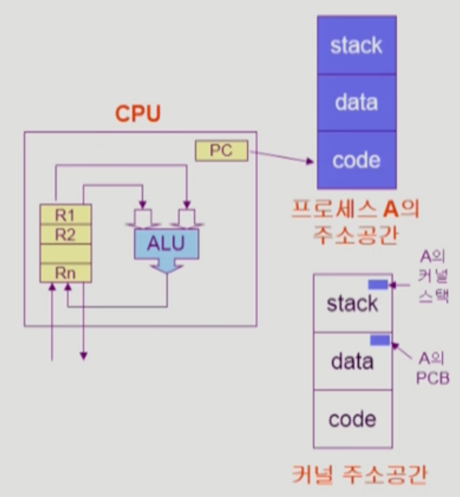 CPU
PC
R1
R2
Rn
ALU
stack
data
code
프로세스 A의
주소공간
stack
data
code
A의
커널
스택
A의
PCB
커널 주소공간